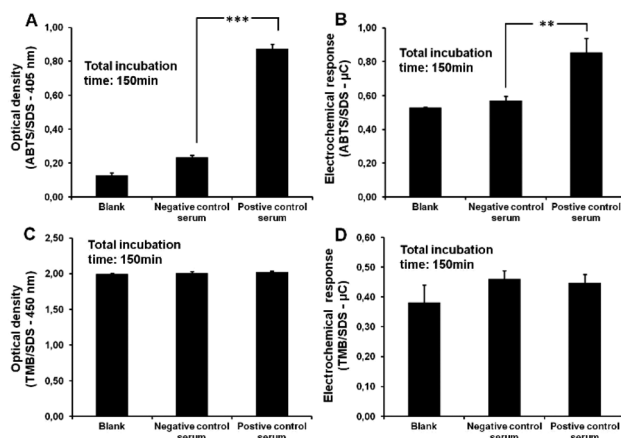 A
***
Optical density
(ABTS/SDS - 405 nm)
1,00
0,80
0,60
0,40
0,20
0,00
Total incubation
time: 150min
Blank
Negative control
serum
Postive control
serum
B
**
Electrochemical response
(ABTS/SDS – µC)
1,00
0,80
0,60
0,40
0,20
0,00
Total incubation
time: 150min
Blank
Negative control
serum
Postive control
serum
C
Optical density
(TMB/SDS - 450 nm)
2,50
2,00
1,50
1,00
0,50
0,00
Total incubation
time: 150min
Blank
Negative control
serum
Postive control
serum
D
Electrochemical response
(TMB/SDS – µC)
0,60
0,50
0,40
0,30
0,20
0,10
0,00
Total incubation
time: 150min
Blank
Negative control
serum
Postive control
serum